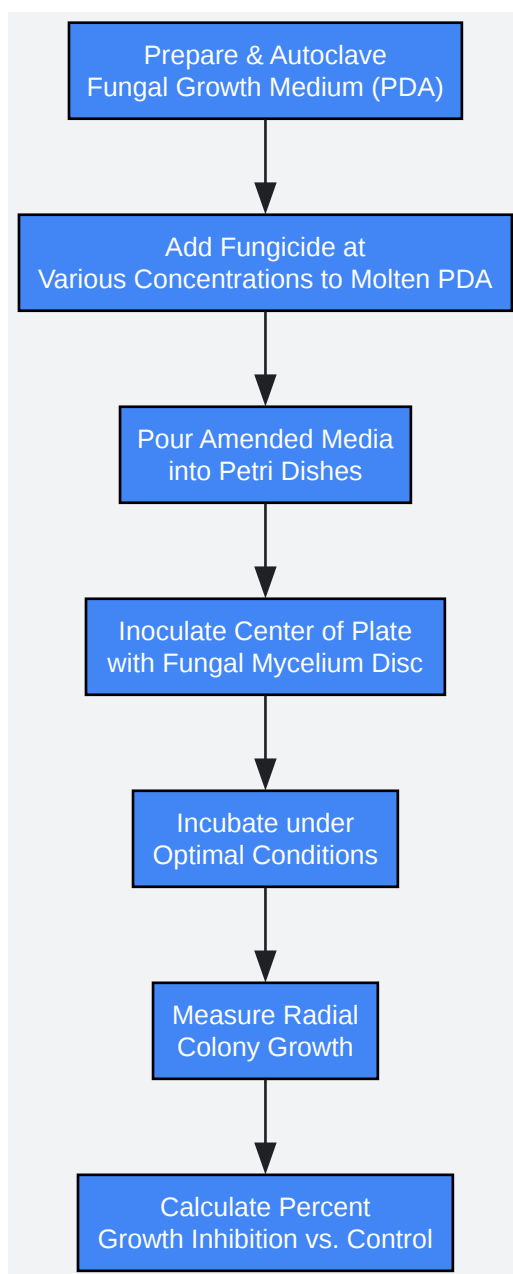 Prepare & Autoclave
Fungal Growth Medium (PDA)
Add Fungicide at
Various Concentrations to Molten PDA
Pour Amended Media
into Petri Dishes
Inoculate Center of Plate
with Fungal Mycelium Disc
Incubate under
Optimal Conditions
Measure Radial
Colony Growth
Calculate Percent
Growth Inhibition vs. Control